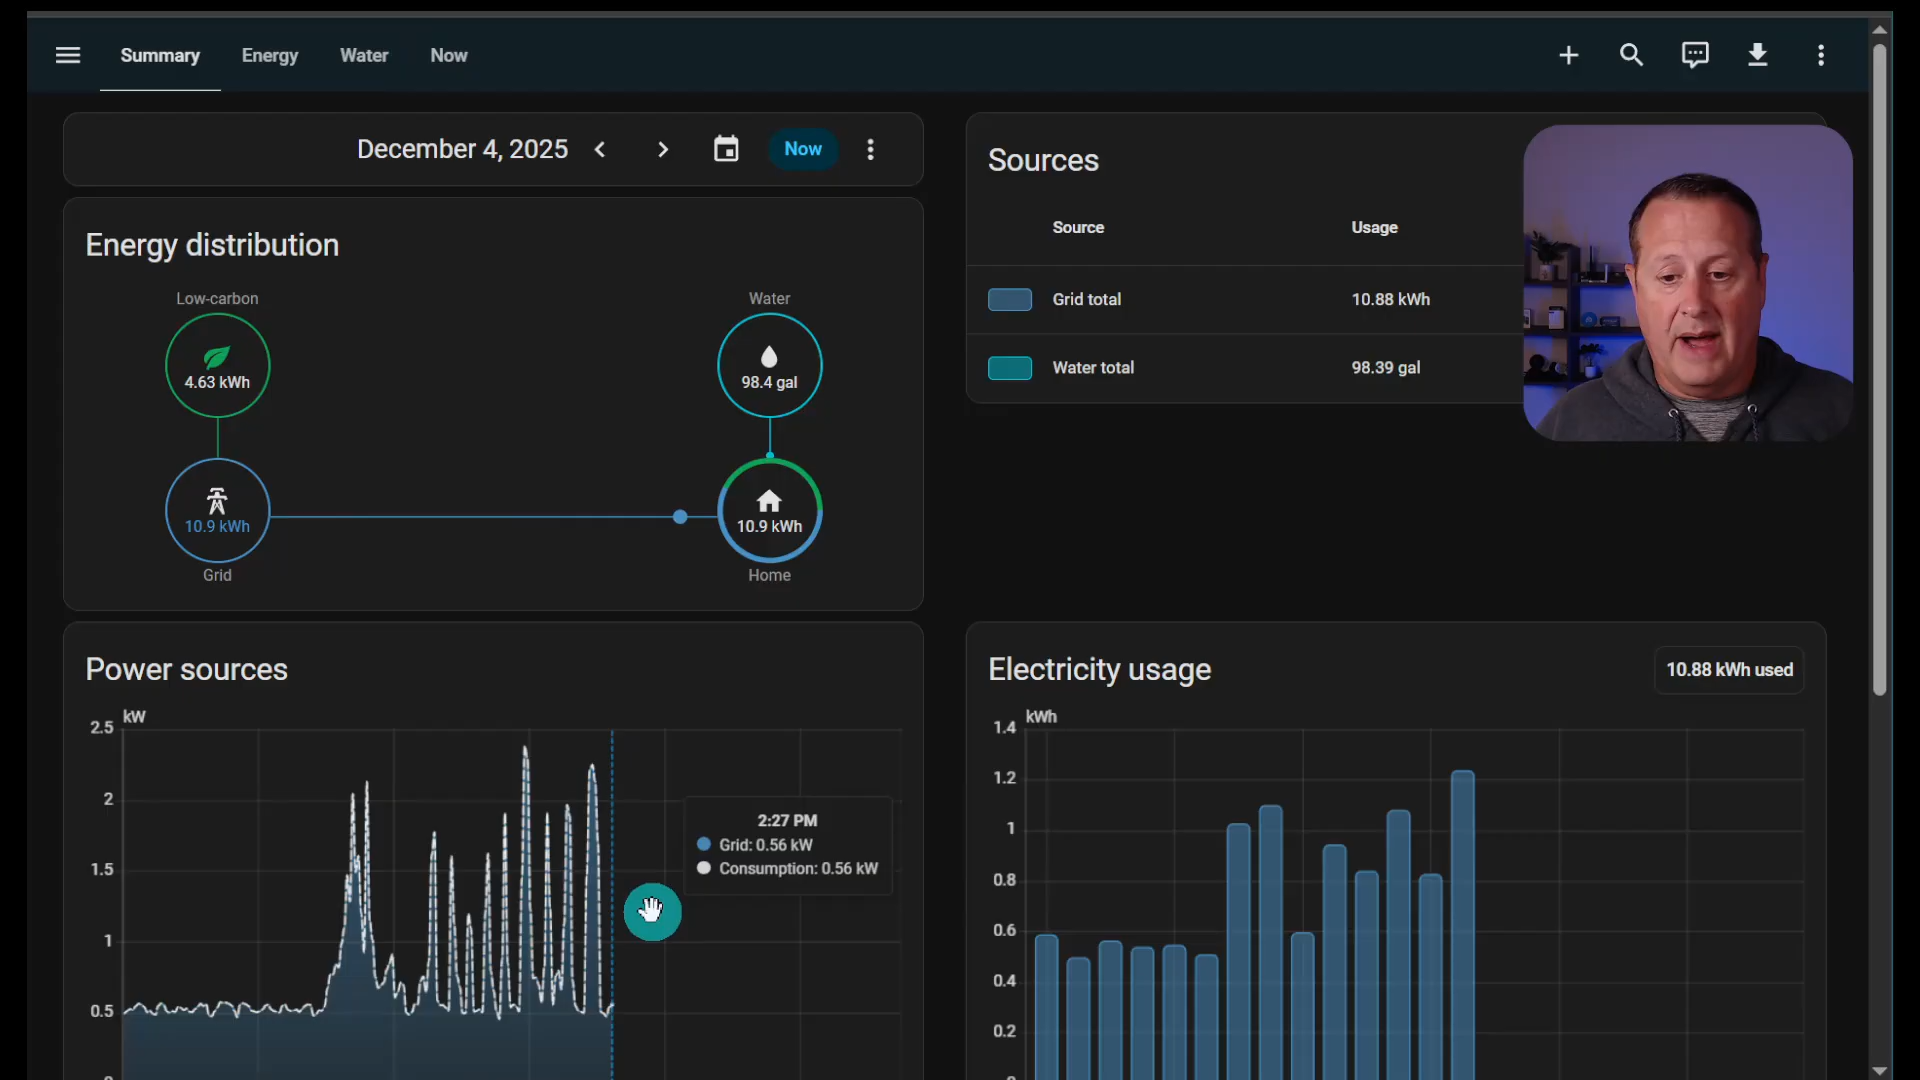 Summary Energy Water Now
December 4, 2025
Now
Energy distribution
Low-carbon
4.63 kWh
Water
98.4 gal
10.9 kWh
Grid
10.9 kWh
Home
Sources
Source Usage
Grid total 10.88 kWh
Water total 98.39 gal
Power sources
kW
2.5
2
1.5
1
0.5
0
2:27 PM
Grid: 0.56 kW
Consumption: 0.56 kW
Electricity usage
10.88 kWh used
kWh
1.4
1.2
1
0.8
0.6
0.4
0.2
0